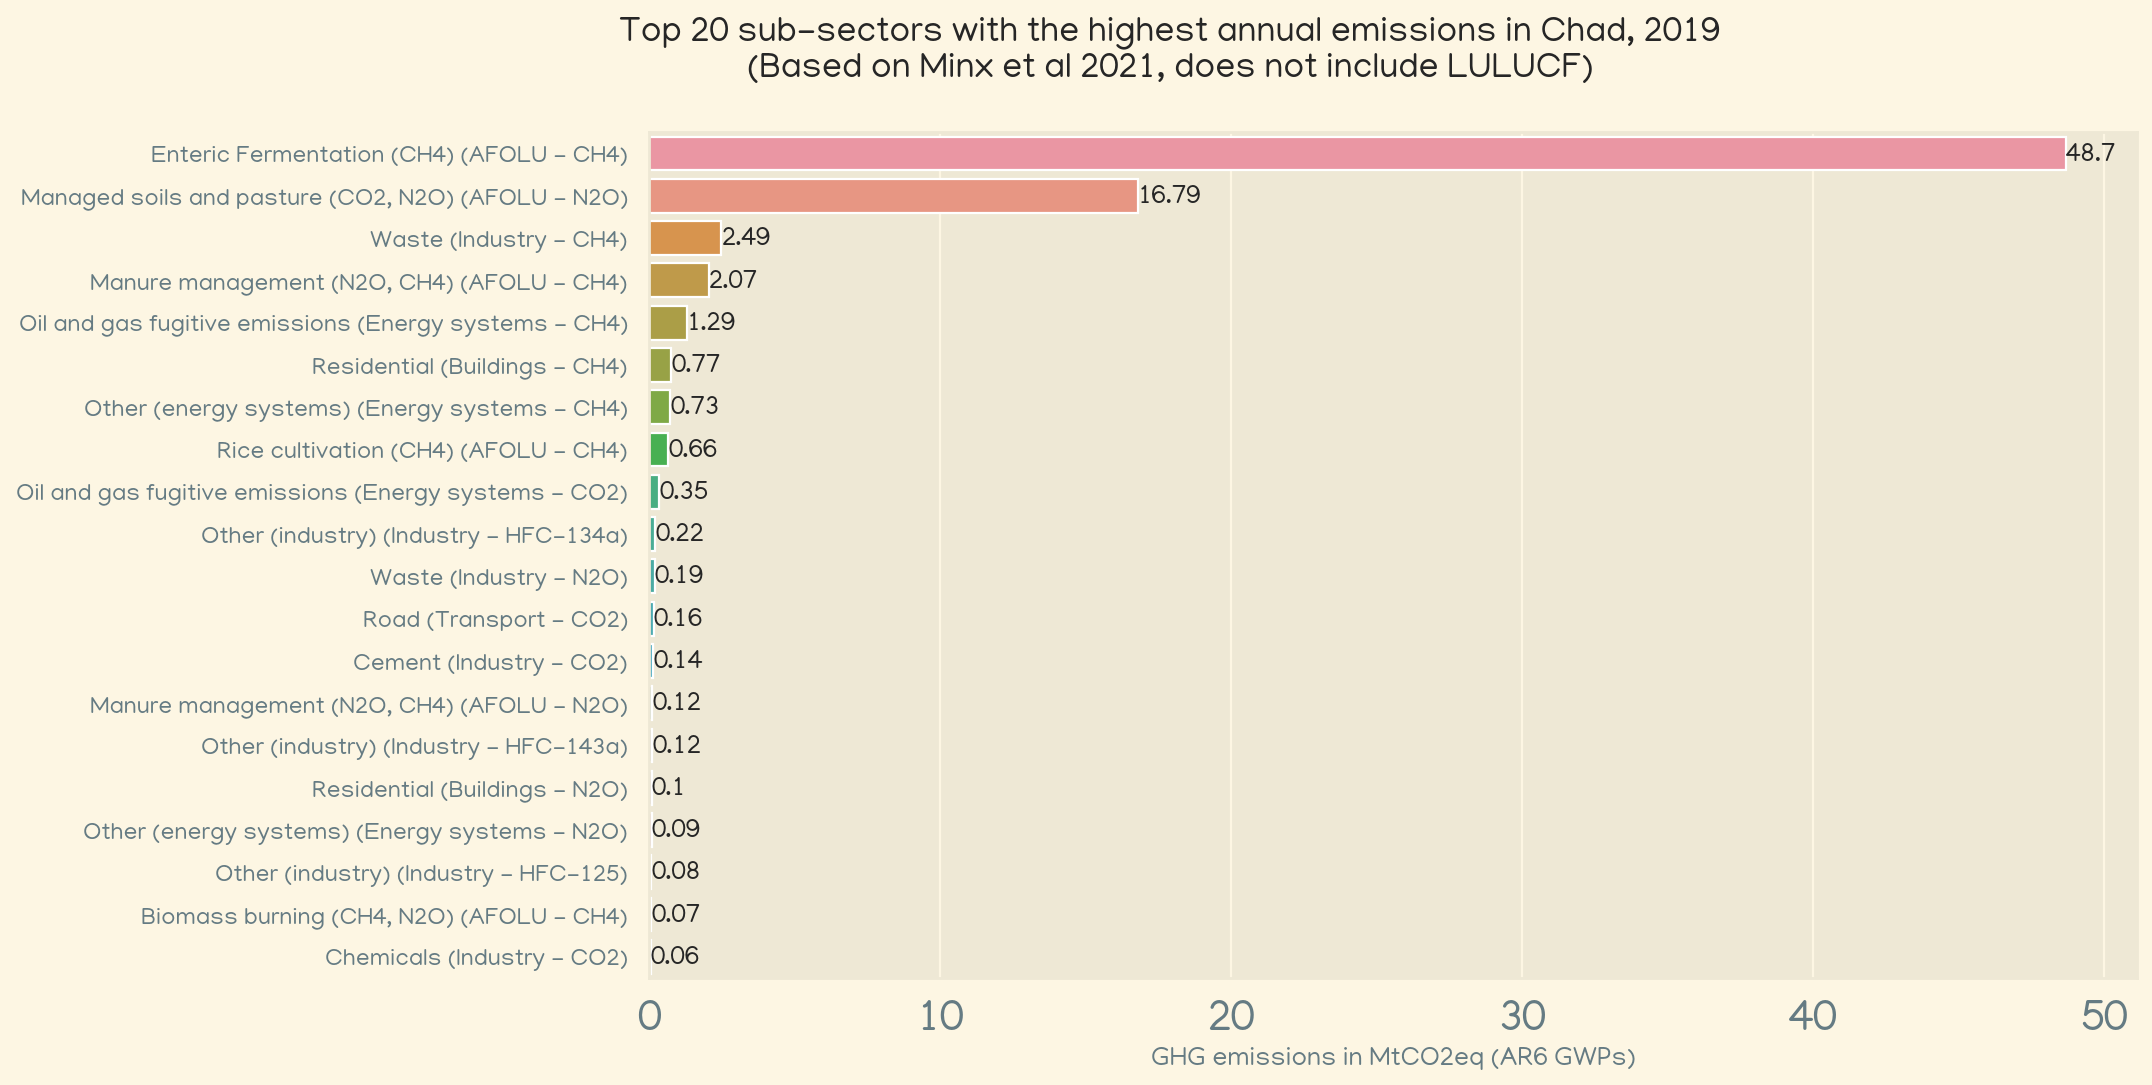 Top 20 sub-sectors with the highest annual emissions in Chad, 2019
(Based on Minx et al 2021, does not include LULUCF)
Enteric Fermentation (CH4) (AFOLU - CH4) 48.7
Managed soils and pasture (CO2, N2O) (AFOLU - N2O) 16.79
Waste (Industry - CH4) 2.49
Manure management (N2O, CH4) (AFOLU - CH4) 2.07
Oil and gas fugitive emissions (Energy systems - CH4) 1.29
Residential (Buildings - CH4) 0.77
Other (energy systems) (Energy systems - CH4) 0.73
Rice cultivation (CH4) (AFOLU - CH4) 0.66
Oil and gas fugitive emissions (Energy systems - CO2) 0.35
Other (industry) (Industry - HFC-134a) 0.22
Waste (Industry - N2O) 0.19
Road (Transport - CO2) 0.16
Cement (Industry - CO2) 0.14
Manure management (N2O, CH4) (AFOLU - N2O) 0.12
Other (industry) (Industry - HFC-143a) 0.12
Residential (Buildings - N2O) 0.1
Other (energy systems) (Energy systems - N2O) 0.09
Other (industry) (Industry - HFC-125) 0.08
Biomass burning (CH4, N2O) (AFOLU - CH4) 0.07
Chemicals (Industry - CO2) 0.06
0 10 20 30 40 50
GHG emissions in MtCO2eq (AR6 GWPs)